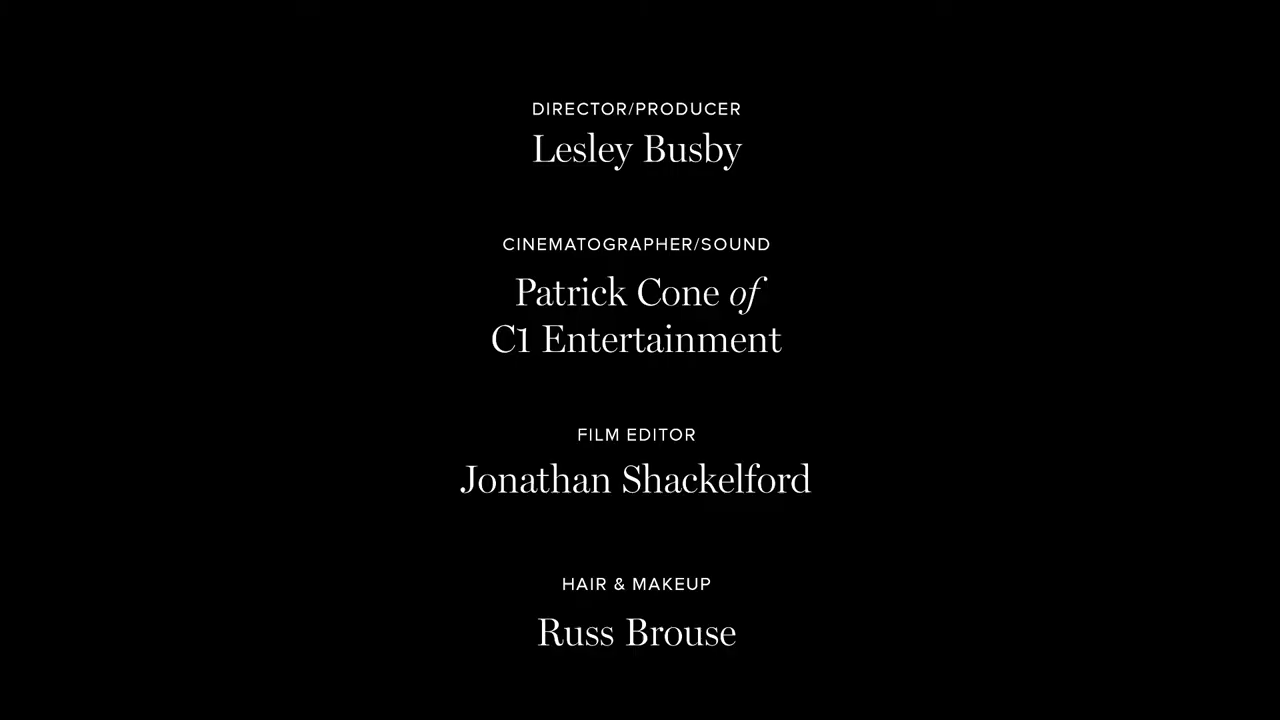 DIRECTOR/PRODUCER
Lesley Busby
CINEMATOGRAPHER/SOUND
Patrick Cone of
C1 Entertainment
FILM EDITOR
Jonathan Shackelford
HAIR & MAKEUP
Russ Brouse